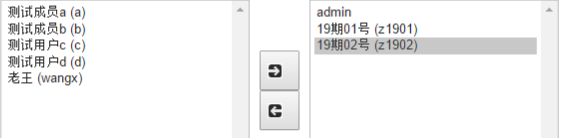 测试成员a (a)
测试成员b (b)
测试用户c (c)
测试用户d (d)
老王 (wangx)
admin
19期01号 (z1901)
19期02号 (z1902)